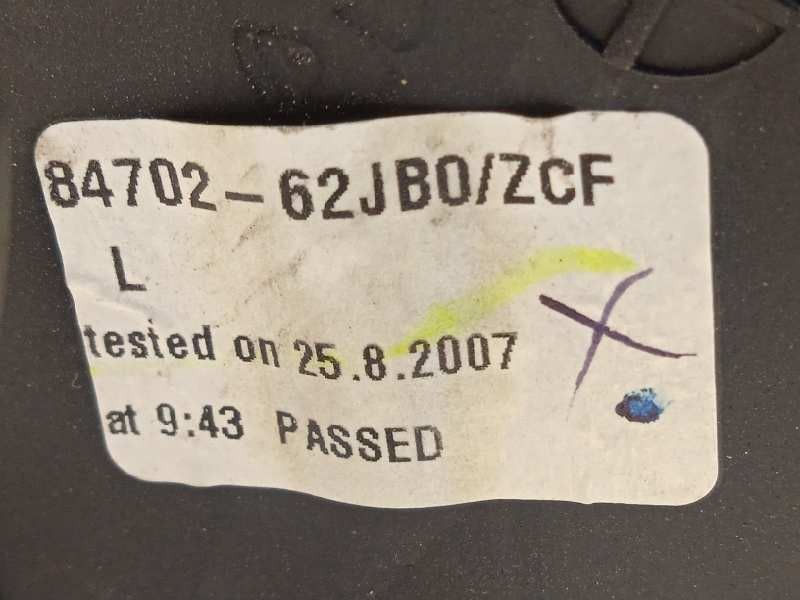 84702-62JB0/ZCF
L
tested on 25.8.2007
at 9:43 PASSED